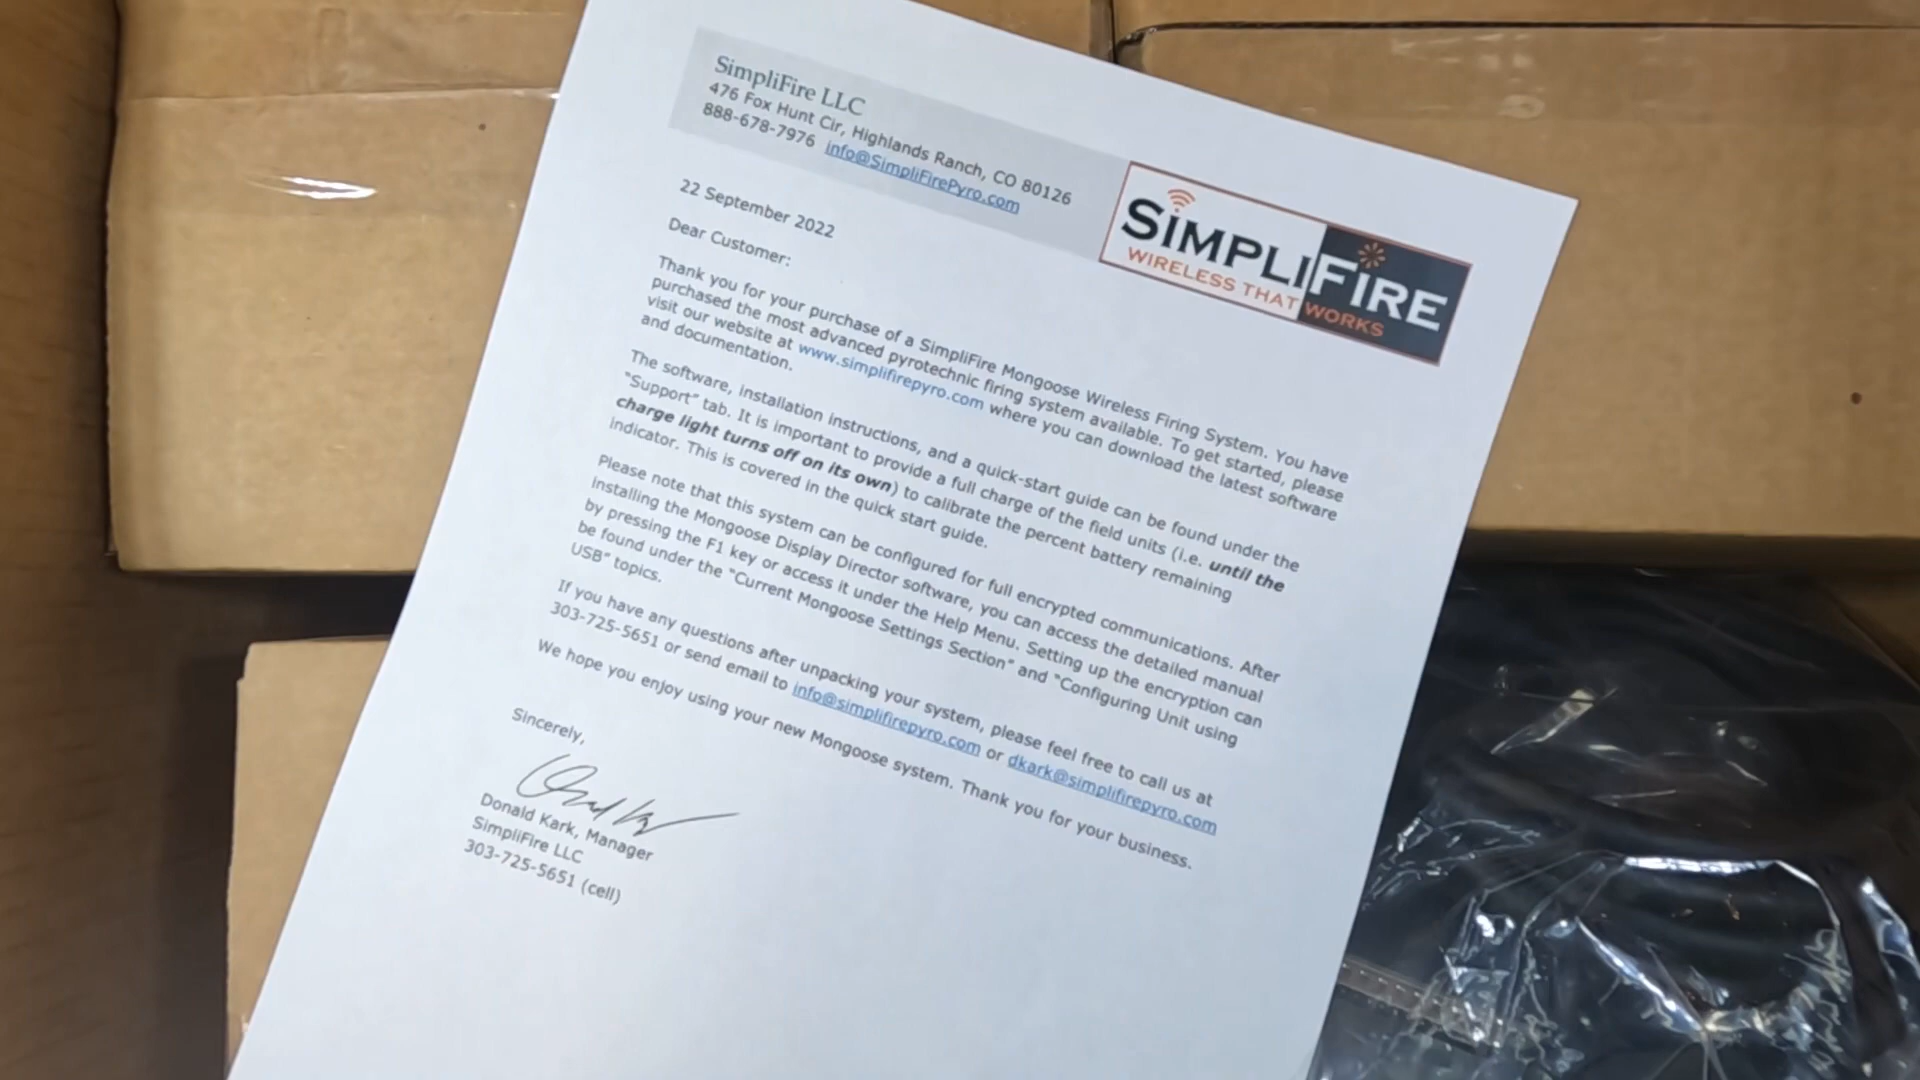 SimpliFire LLC
476 Fox Hunt Cir, Highlands Ranch, CO 80126
888-678-7976 info@SimpliFirePyro.com
SIMPLIFIRE
WIRELESS THAT WORKS
22 September 2022
Dear Customer:
Thank you for your purchase of a SimpliFire Mongoose Wireless Firing System. You have
purchased the most advanced pyrotechnic firing system available. To get started, please
visit our website at www.simplifirepyro.com where you can download the latest software
and documentation.
The software, installation instructions, and a quick-start guide can be found under the
“Support” tab. It is important to provide a full charge of the field units (i.e. until the
charge light turns off on its own) to calibrate the percent battery remaining
indicator. This is covered in the quick start guide.
Please note that this system can be configured for full encrypted communications. After
installing the Mongoose Display Director software, you can access the detailed manual
by pressing the F1 key or access it under the Help Menu. Setting up the encryption can
be found under the “Current Mongoose Settings Section” and “Configuring Unit using
USB” topics.
If you have any questions after unpacking your system, please feel free to call us at
303-725-5651 or send email to info@simplifirepyro.com or dkark@simplifirepyro.com
We hope you enjoy using your new Mongoose system. Thank you for your business.
Sincerely,
Donald Kark, Manager
SimpliFire LLC
303-725-5651 (cell)